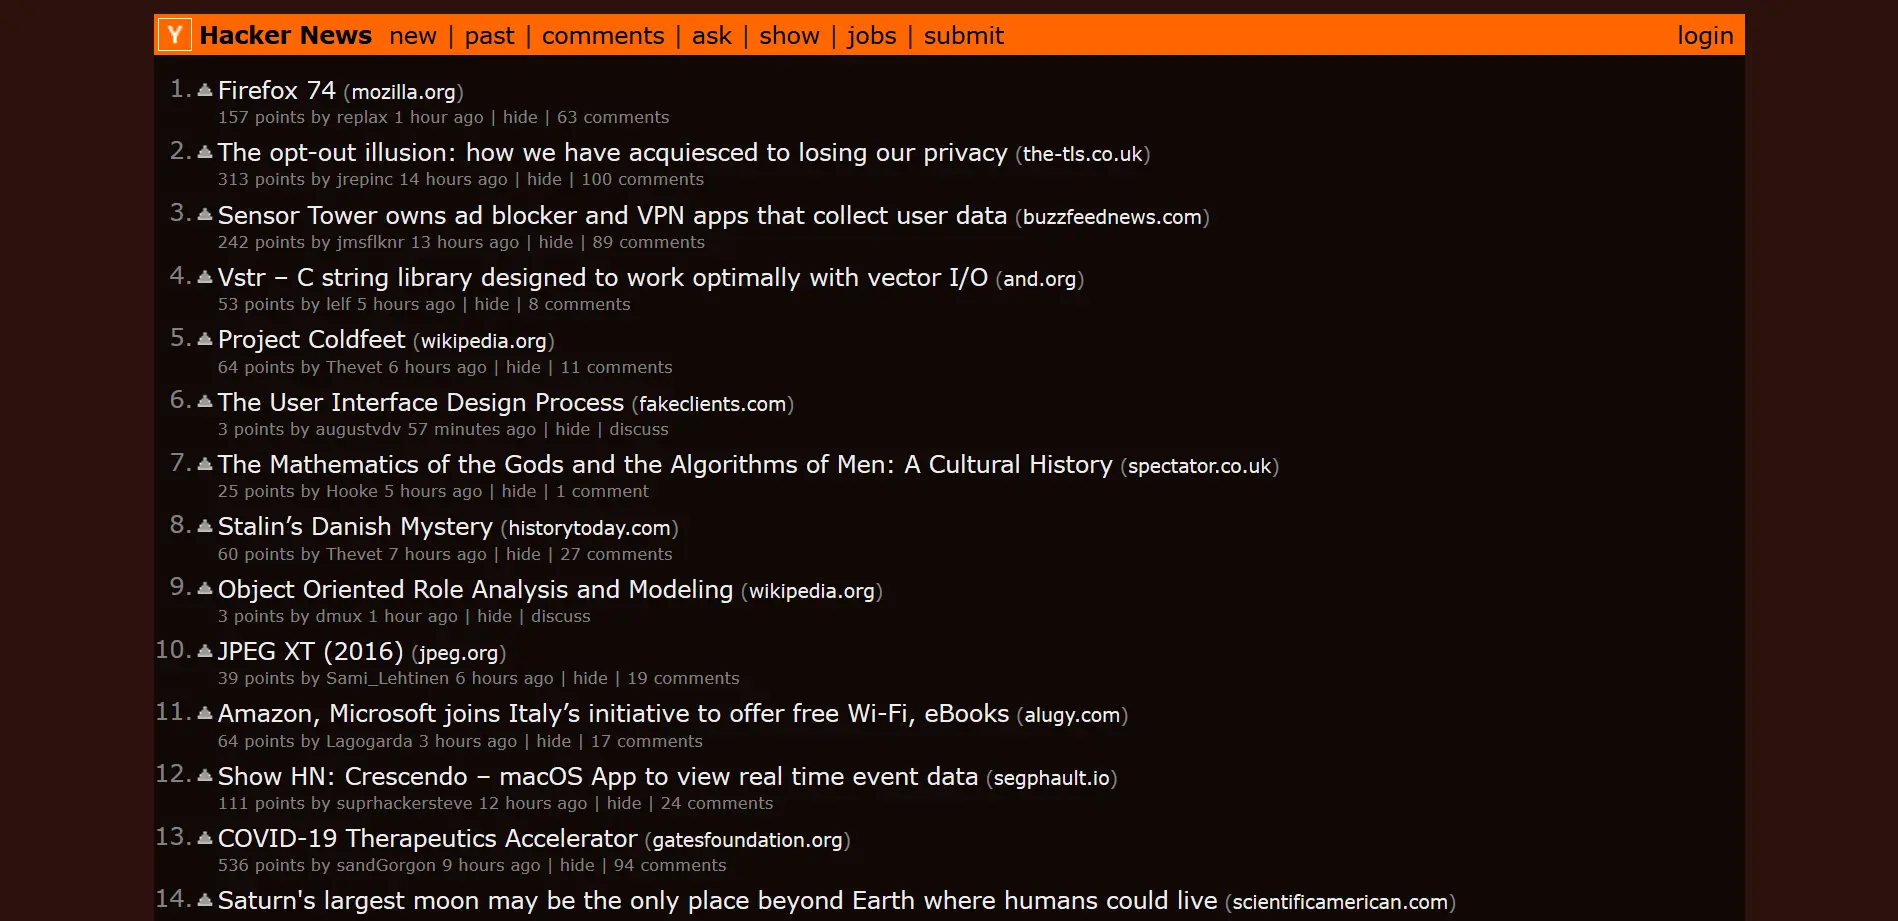 Y Hacker News new | past | comments | ask | show | jobs | submit login
1. Firefox 74 (mozilla.org)
157 points by replax 1 hour ago | hide | 63 comments
2. The opt-out illusion: how we have acquiesced to losing our privacy (the-tls.co.uk)
313 points by jrepinc 14 hours ago | hide | 100 comments
3. Sensor Tower owns ad blocker and VPN apps that collect user data (buzzfeednews.com)
242 points by jmsflknr 13 hours ago | hide | 89 comments
4. Vstr – C string library designed to work optimally with vector I/O (and.org)
53 points by lelf 5 hours ago | hide | 8 comments
5. Project Coldfeet (wikipedia.org)
64 points by Thevet 6 hours ago | hide | 11 comments
6. The User Interface Design Process (fakeclients.com)
3 points by augustvdv 57 minutes ago | hide | discuss
7. The Mathematics of the Gods and the Algorithms of Men: A Cultural History (spectator.co.uk)
25 points by Hooke 5 hours ago | hide | 1 comment
8. Stalin’s Danish Mystery (historytoday.com)
60 points by Thevet 7 hours ago | hide | 27 comments
9. Object Oriented Role Analysis and Modeling (wikipedia.org)
3 points by dmux 1 hour ago | hide | discuss
10. JPEG XT (2016) (jpeg.org)
39 points by Sami_Lehtinen 6 hours ago | hide | 19 comments
11. Amazon, Microsoft joins Italy’s initiative to offer free Wi-Fi, eBooks (alugy.com)
64 points by Lagogarda 3 hours ago | hide | 17 comments
12. Show HN: Crescendo – macOS App to view real time event data (segphault.io)
111 points by suprhackersteve 12 hours ago | hide | 24 comments
13. COVID-19 Therapeutics Accelerator (gatesfoundation.org)
536 points by sandGorgon 9 hours ago | hide | 94 comments
14. Saturn's largest moon may be the only place beyond Earth where humans could live (scientificamerican.com)